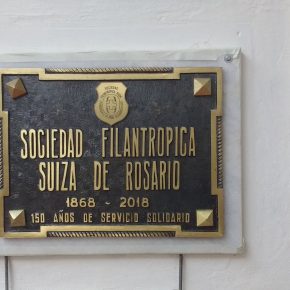 SOCIEDAD FILANTROPICA
SUIZA DE ROSARIO
1868 - 2018
150 AÑOS DE SERVICIO SOLIDARIO